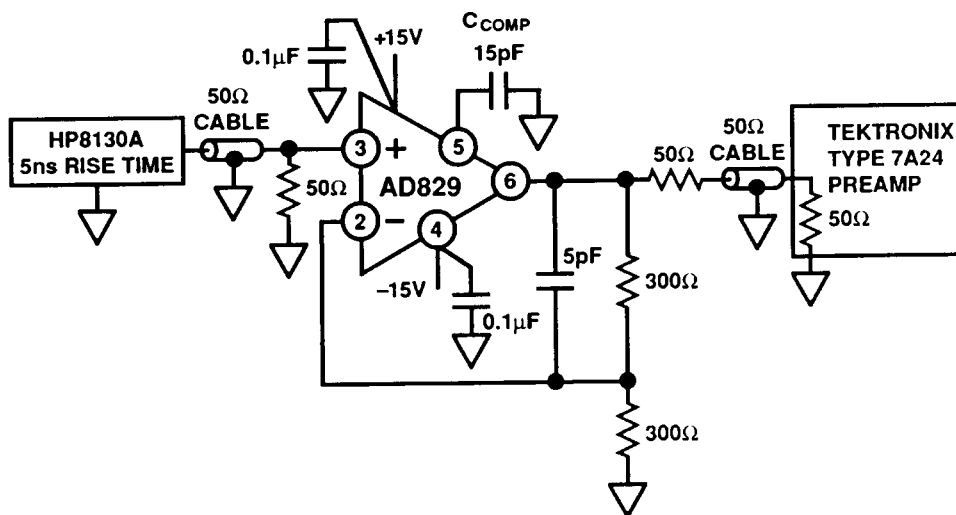 CCOMP
15pF
+15V
0.1μF
50Ω
CABLE
HP8130A
5ns RISE TIME
50Ω
3
+
5
AD829
6
2
–
4
–15V
0.1μF
50Ω
50Ω
CABLE
TEKTRONIX
TYPE 7A24
PREAMP
50Ω
5pF
300Ω
300Ω